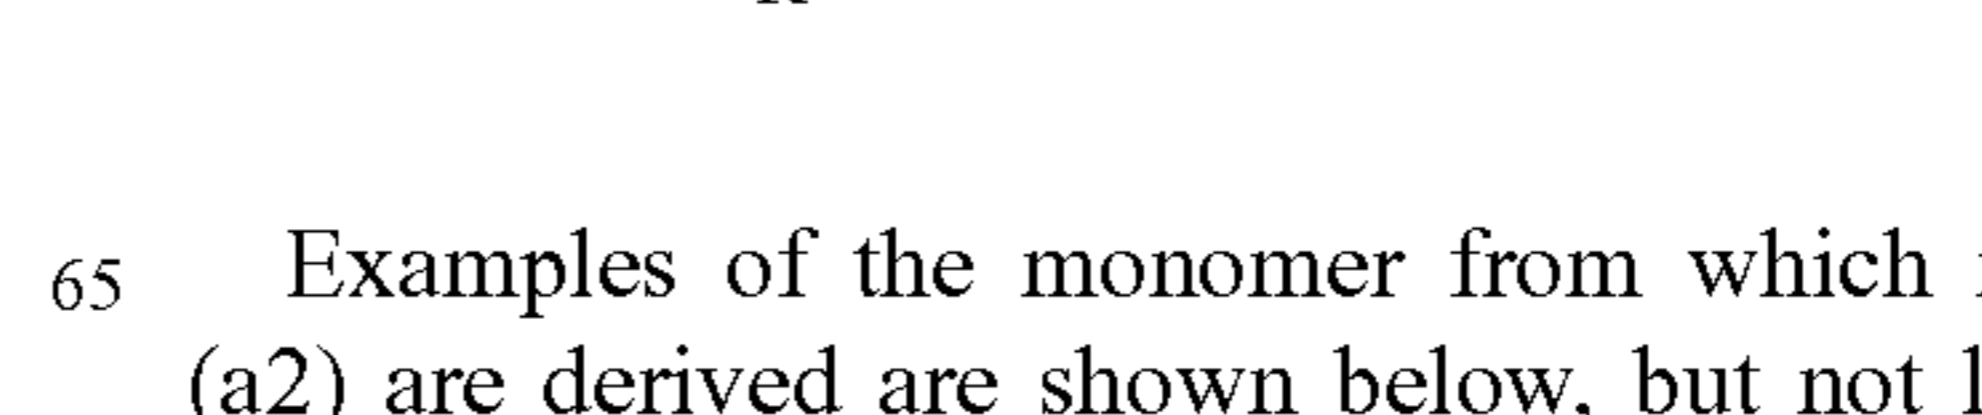 65 Examples of the monomer from which
(a2) are derived are shown below, but not